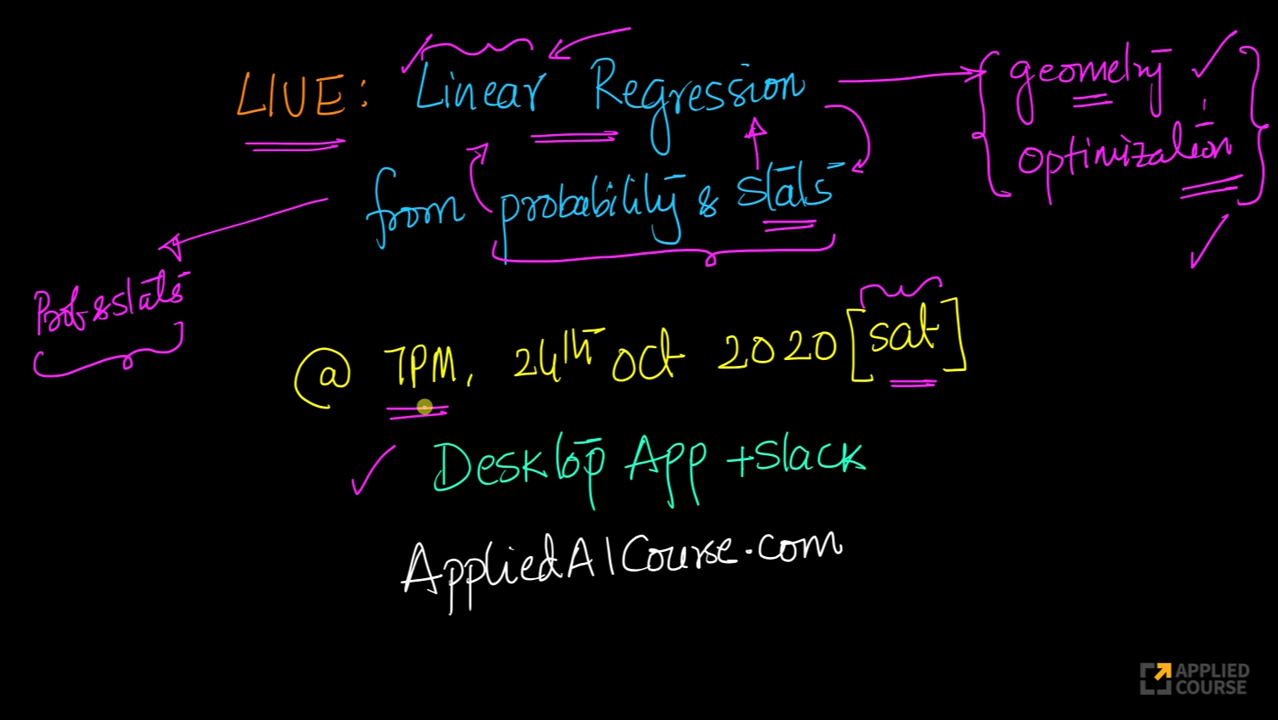 LIVE: Linear Regression
geometry
optimization
from probability & stats
Prob & stats
@ 7PM, 24th Oct 2020 [sat]
Desktop App + Slack
AppliedAICourse.com
APPLIED
COURSE